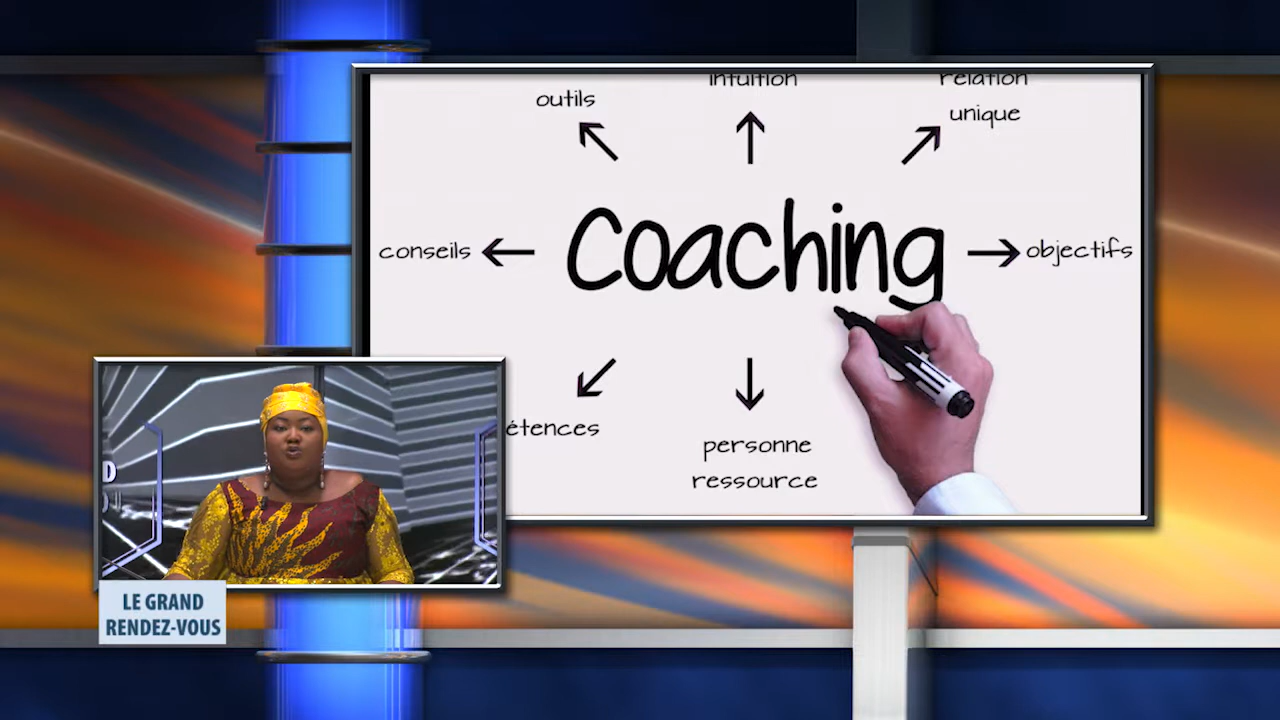 intuition
relation
outils
unique
Coaching
conseils
objectifs
étences
personne
ressource
D
LE GRAND
RENDEZ-VOUS